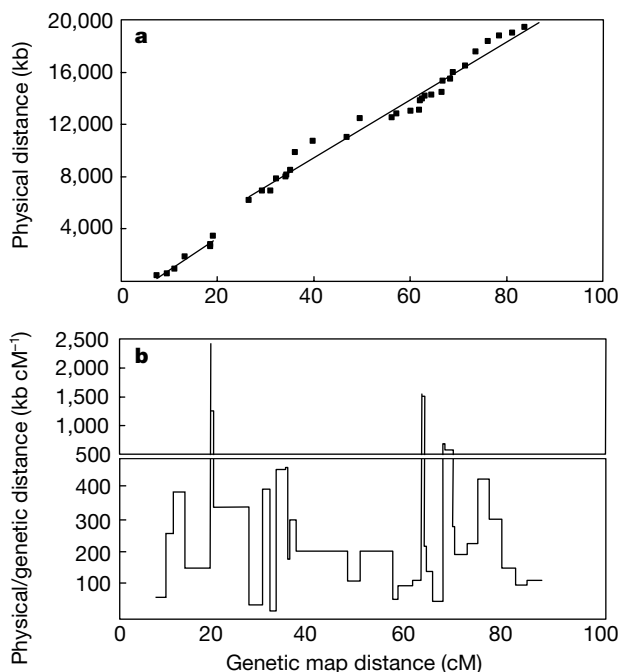 a
Physical distance (kb)
20,000
16,000
12,000
8,000
4,000
0 20 40 60 80 100
b
Physical/genetic distance (kb cM⁻¹)
2,500
2,000
1,500
1,000
500
500
400
300
200
100
0 20 40 60 80 100
Genetic map distance (cM)